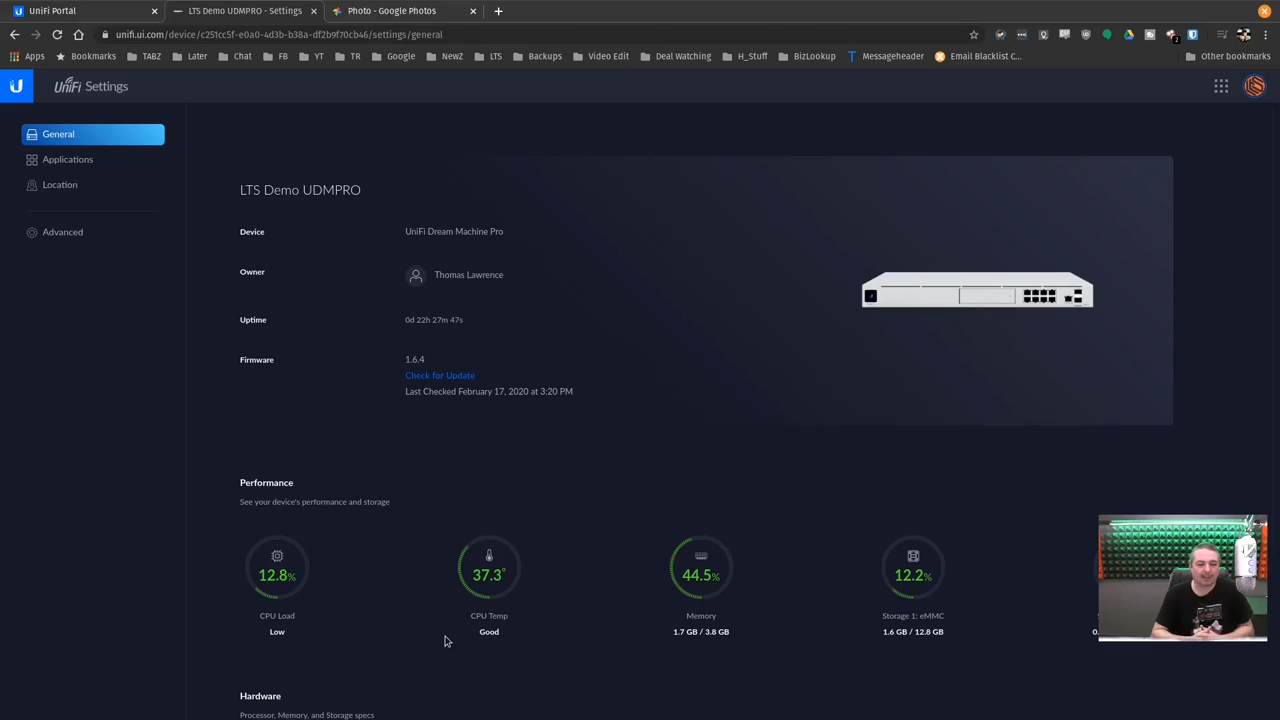 UniFi Portal
LTS Demo UDMPRO - Settings
Photo - Google Photos
unifi.ui.com/device/c251cc5f-e0a0-4d3b-b38a-df2b9f70cb46/settings/general
Apps
Bookmarks
TABZ
Later
Chat
FB
YT
TR
Google
NewZ
LTS
Backups
Video Edit
Deal Watching
H_Stuff
BizLookup
Messageheader
Email Blacklist C...
Other bookmarks
UniFi Settings
General
Applications
Location
Advanced
LTS Demo UDMPRO
Device UniFi Dream Machine Pro
Owner Thomas Lawrence
Uptime 0d 22h 27m 47s
Firmware 1.6.4
Check for Update
Last Checked February 17, 2020 at 3:20 PM
Performance
See your device's performance and storage
12.8% 37.3° 44.5% 12.2%
CPU Load CPU Temp Memory Storage 1: eMMC
Low Good 1.7 GB / 3.8 GB 1.6 GB / 12.8 GB
Hardware
Processor, Memory, and Storage specs